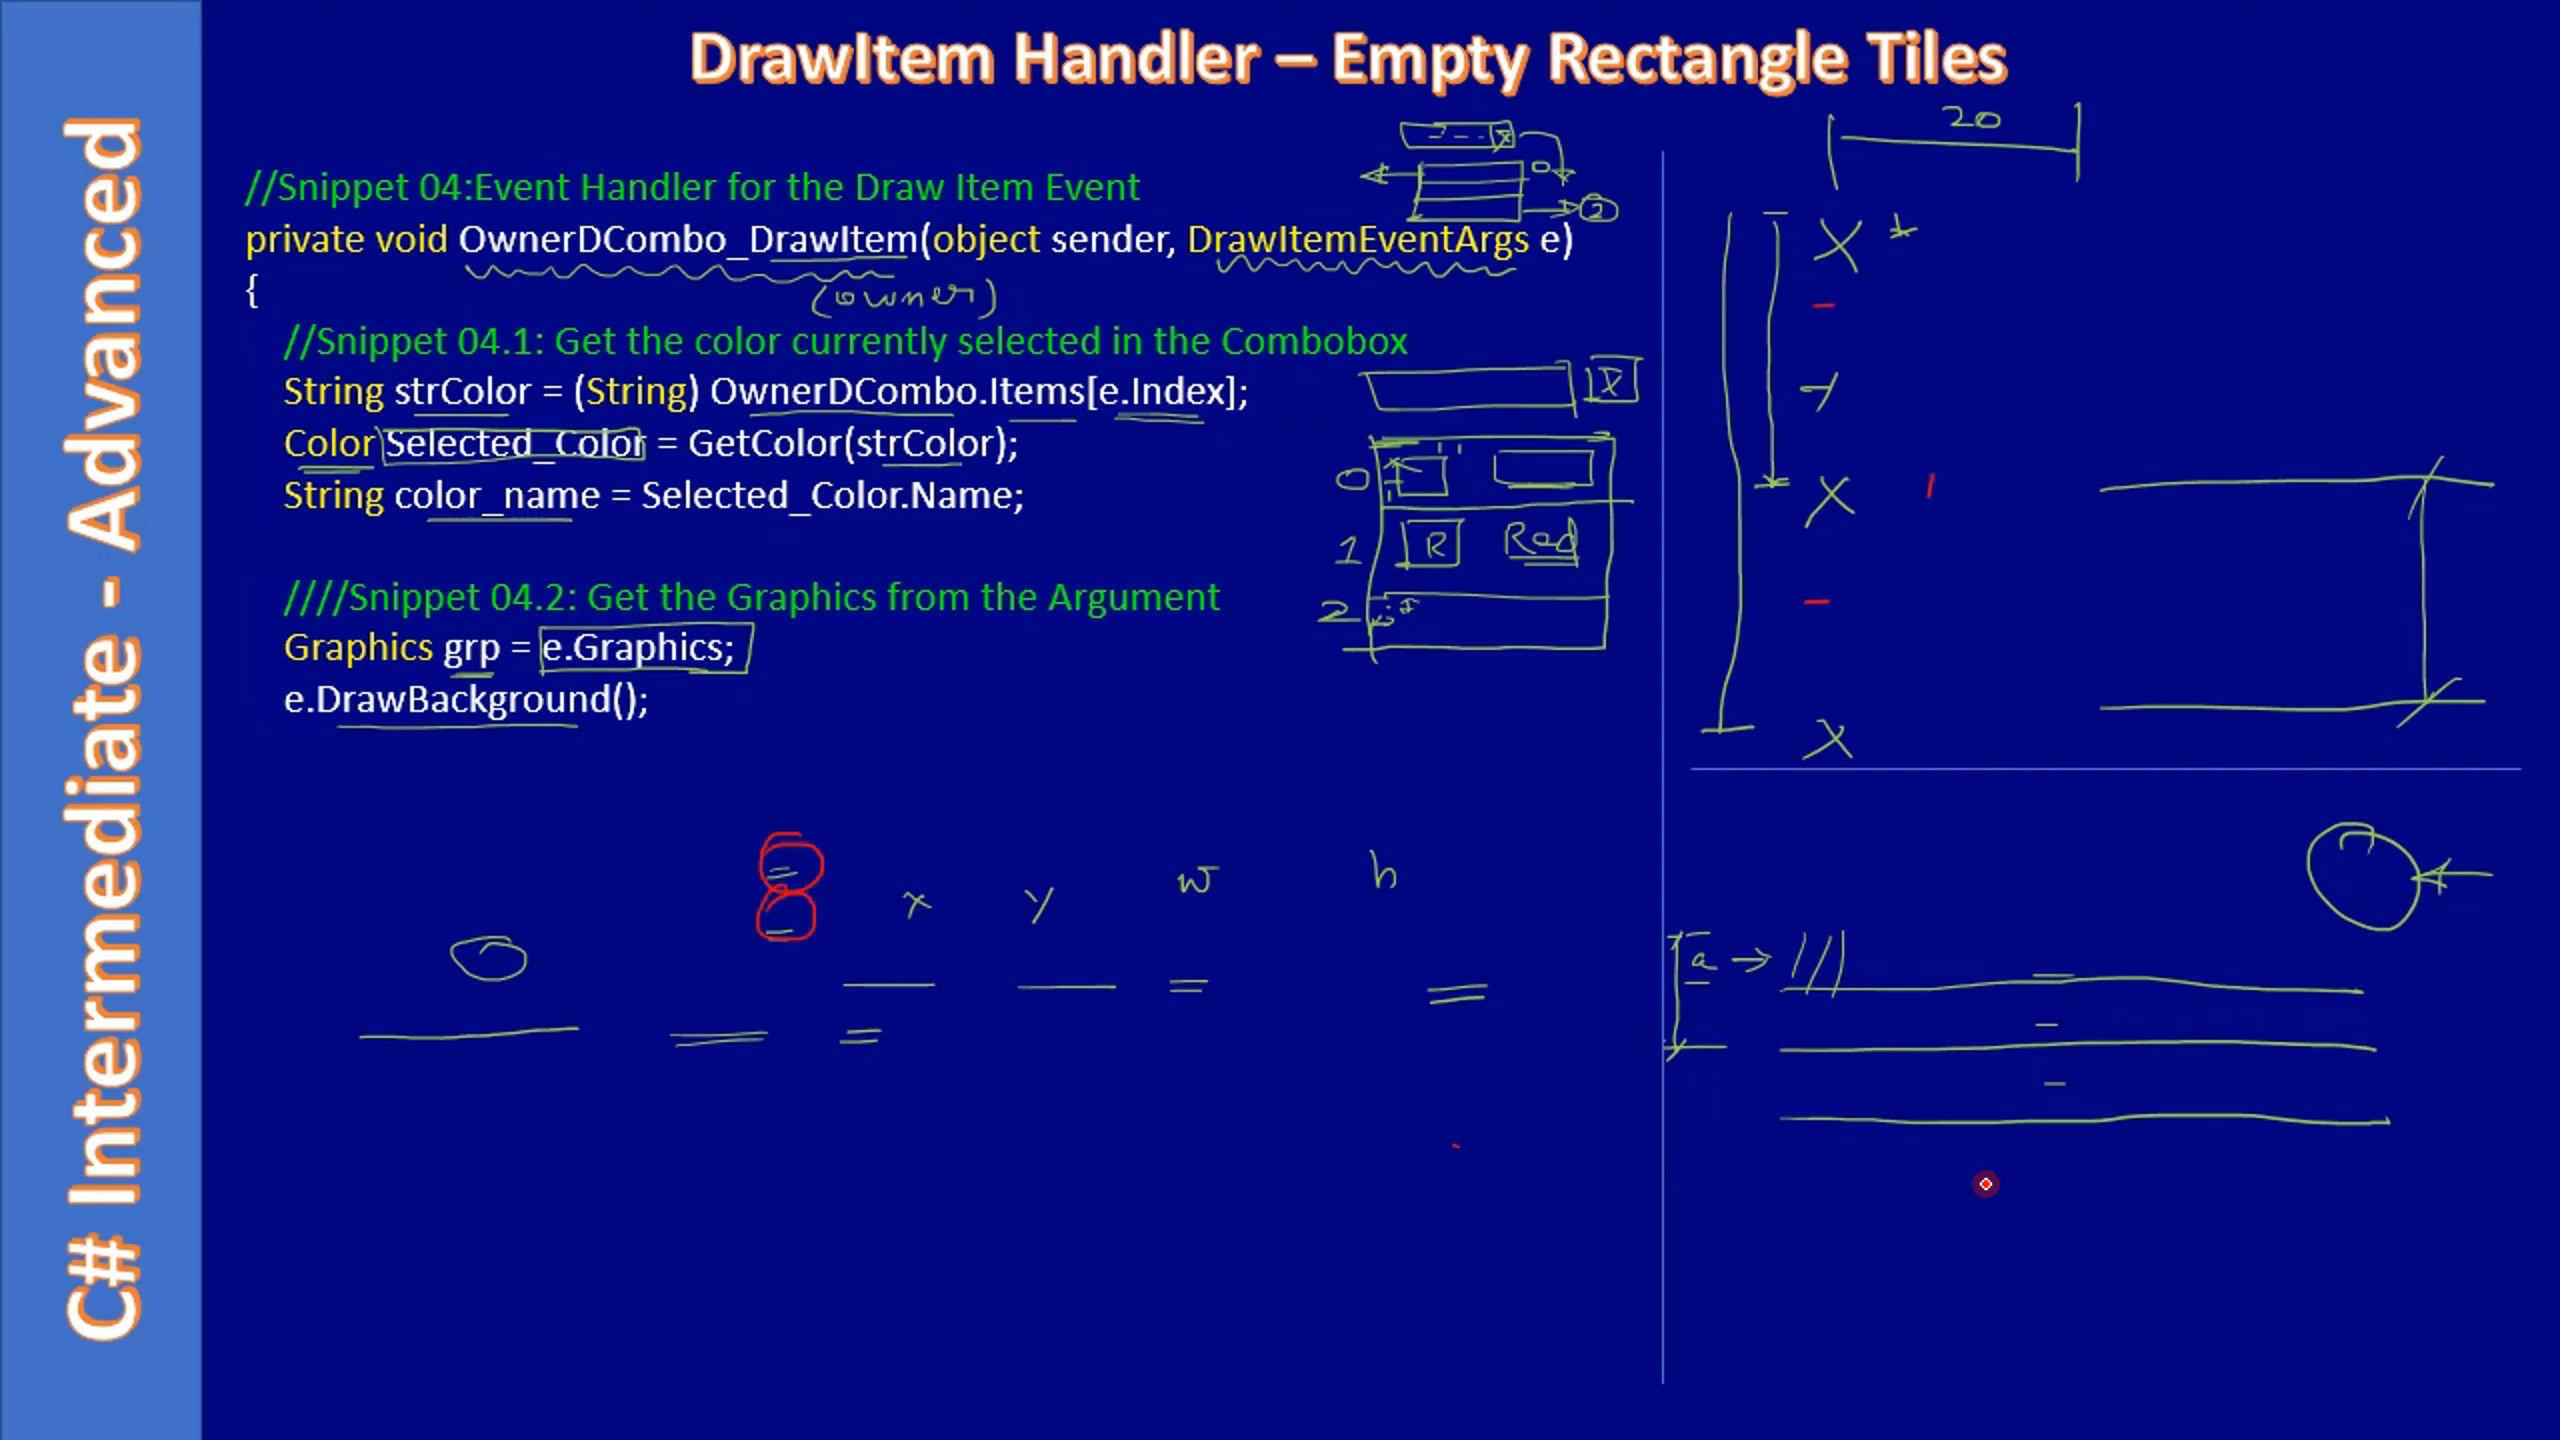 C# Intermediate - Advanced
DrawItem Handler – Empty Rectangle Tiles
//Snippet 04:Event Handler for the Draw Item Event
private void OwnerDCombo_DrawItem(object sender, DrawItemEventArgs e)
{
(owner)
//Snippet 04.1: Get the color currently selected in the Combobox
String strColor = (String) OwnerDCombo.Items[e.Index];
Color Selected_Color = GetColor(strColor);
String color_name = Selected_Color.Name;
////Snippet 04.2: Get the Graphics from the Argument
Graphics grp = e.Graphics;
e.DrawBackground();
0
2
0
1 R Red
2
20
X
X
X
x y w h
a →